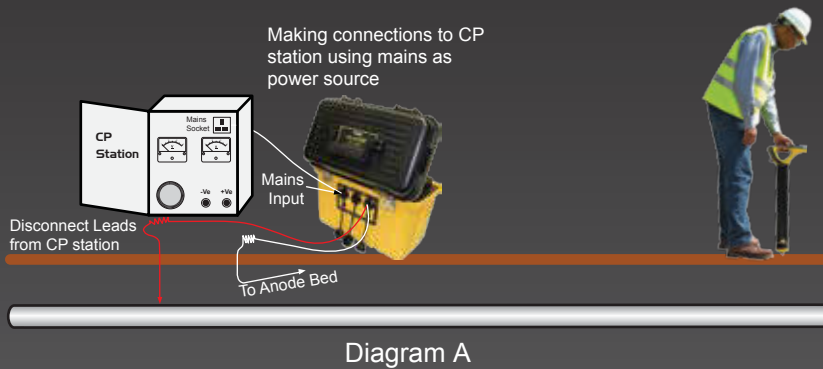 Making connections to CP
station using mains as
power source
Mains
Socket
CP
Station
-Ve +Ve
Mains
Input
Disconnect Leads
from CP station
To Anode Bed
Diagram A